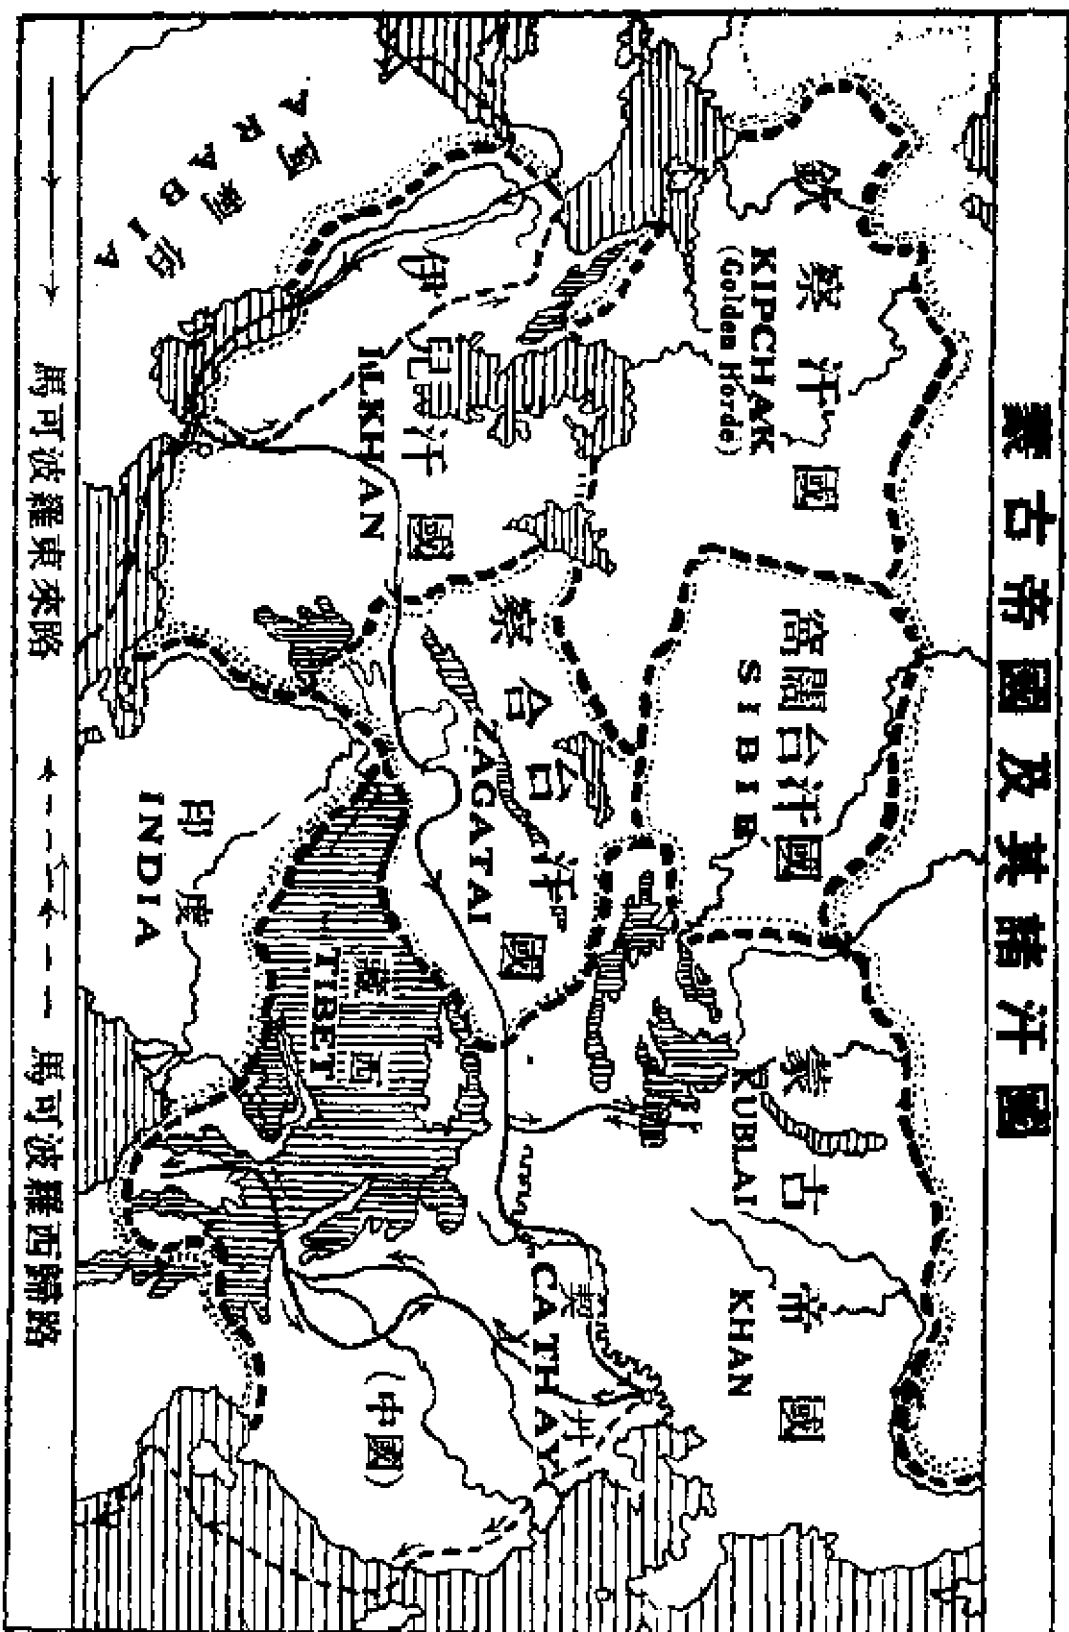 蒙古帝國及其諸汗國
欽察汗國
KIPCHAK
(Golden Horde)
窩闊台汗國
SIBIE
蒙古帝國
KUBLAI KHAN
伊兒汗國
ILKHAN
察合台汗國
ZAGATAI
契丹
CATHAY
(中國)
阿剌伯
ARABIA
印度
INDIA
西藏
TIBET
馬可波羅東來路
馬可波羅西歸路